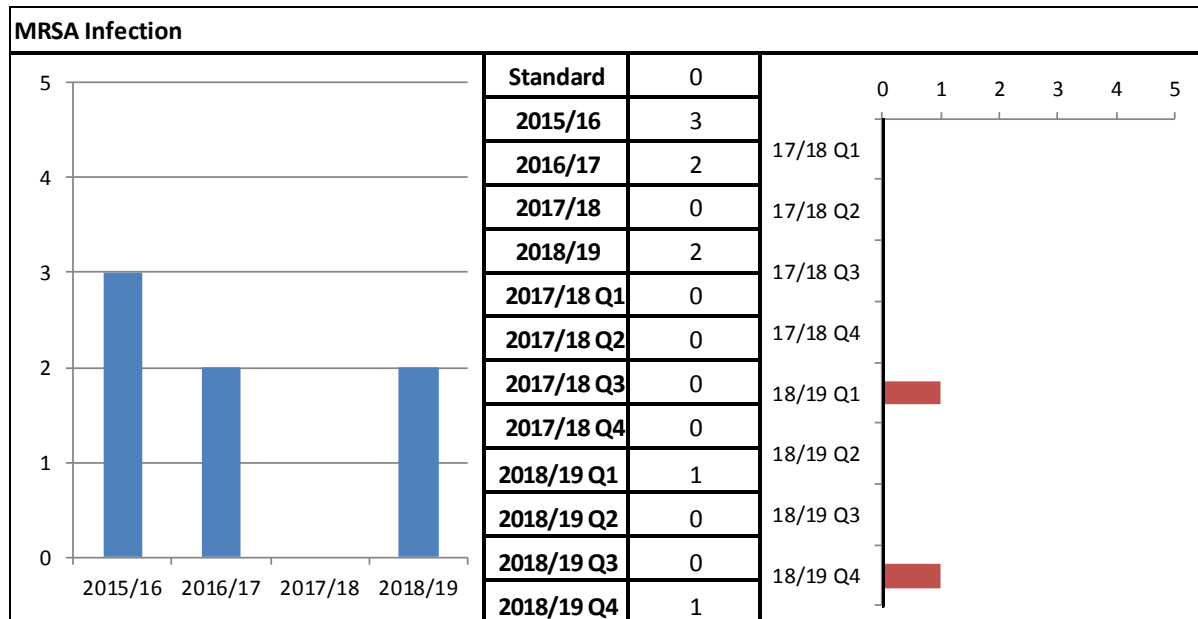 MRSA Infection
5
4
3
2
1
0
2015/16 2016/17 2017/18 2018/19
Standard 0
2015/16 3
2016/17 2
2017/18 0
2018/19 2
2017/18 Q1 0
2017/18 Q2 0
2017/18 Q3 0
2017/18 Q4 0
2018/19 Q1 1
2018/19 Q2 0
2018/19 Q3 0
2018/19 Q4 1
0 1 2 3 4 5
17/18 Q1
17/18 Q2
17/18 Q3
17/18 Q4
18/19 Q1
18/19 Q2
18/19 Q3
18/19 Q4